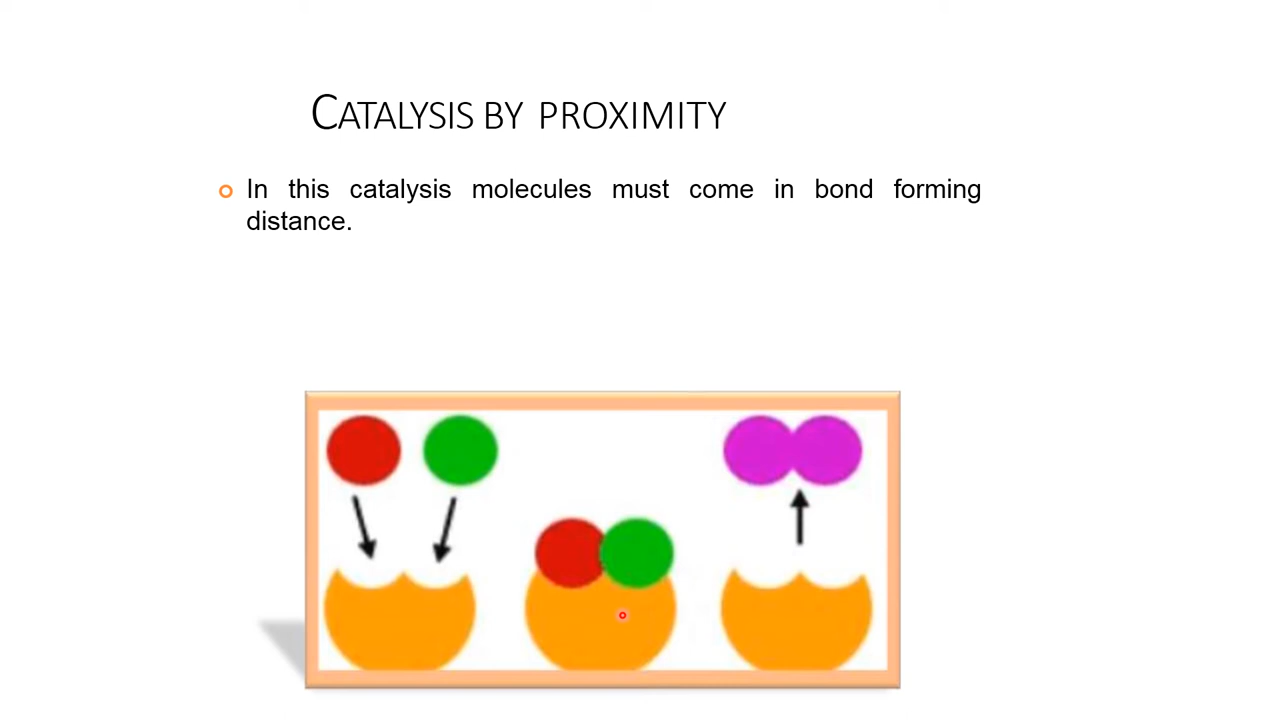 CATALYSIS BY PROXIMITY
In this catalysis molecules must come in bond forming
distance.